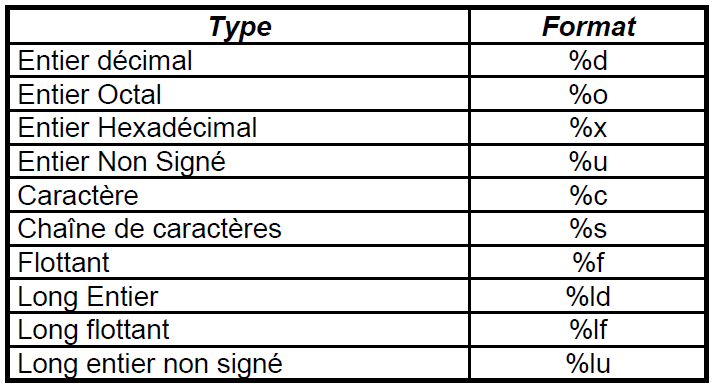 Type Format
Entier décimal %d
Entier Octal %o
Entier Hexadécimal %x
Entier Non Signé %u
Caractère %c
Chaîne de caractères %s
Flottant %f
Long Entier %ld
Long flottant %lf
Long entier non signé %lu